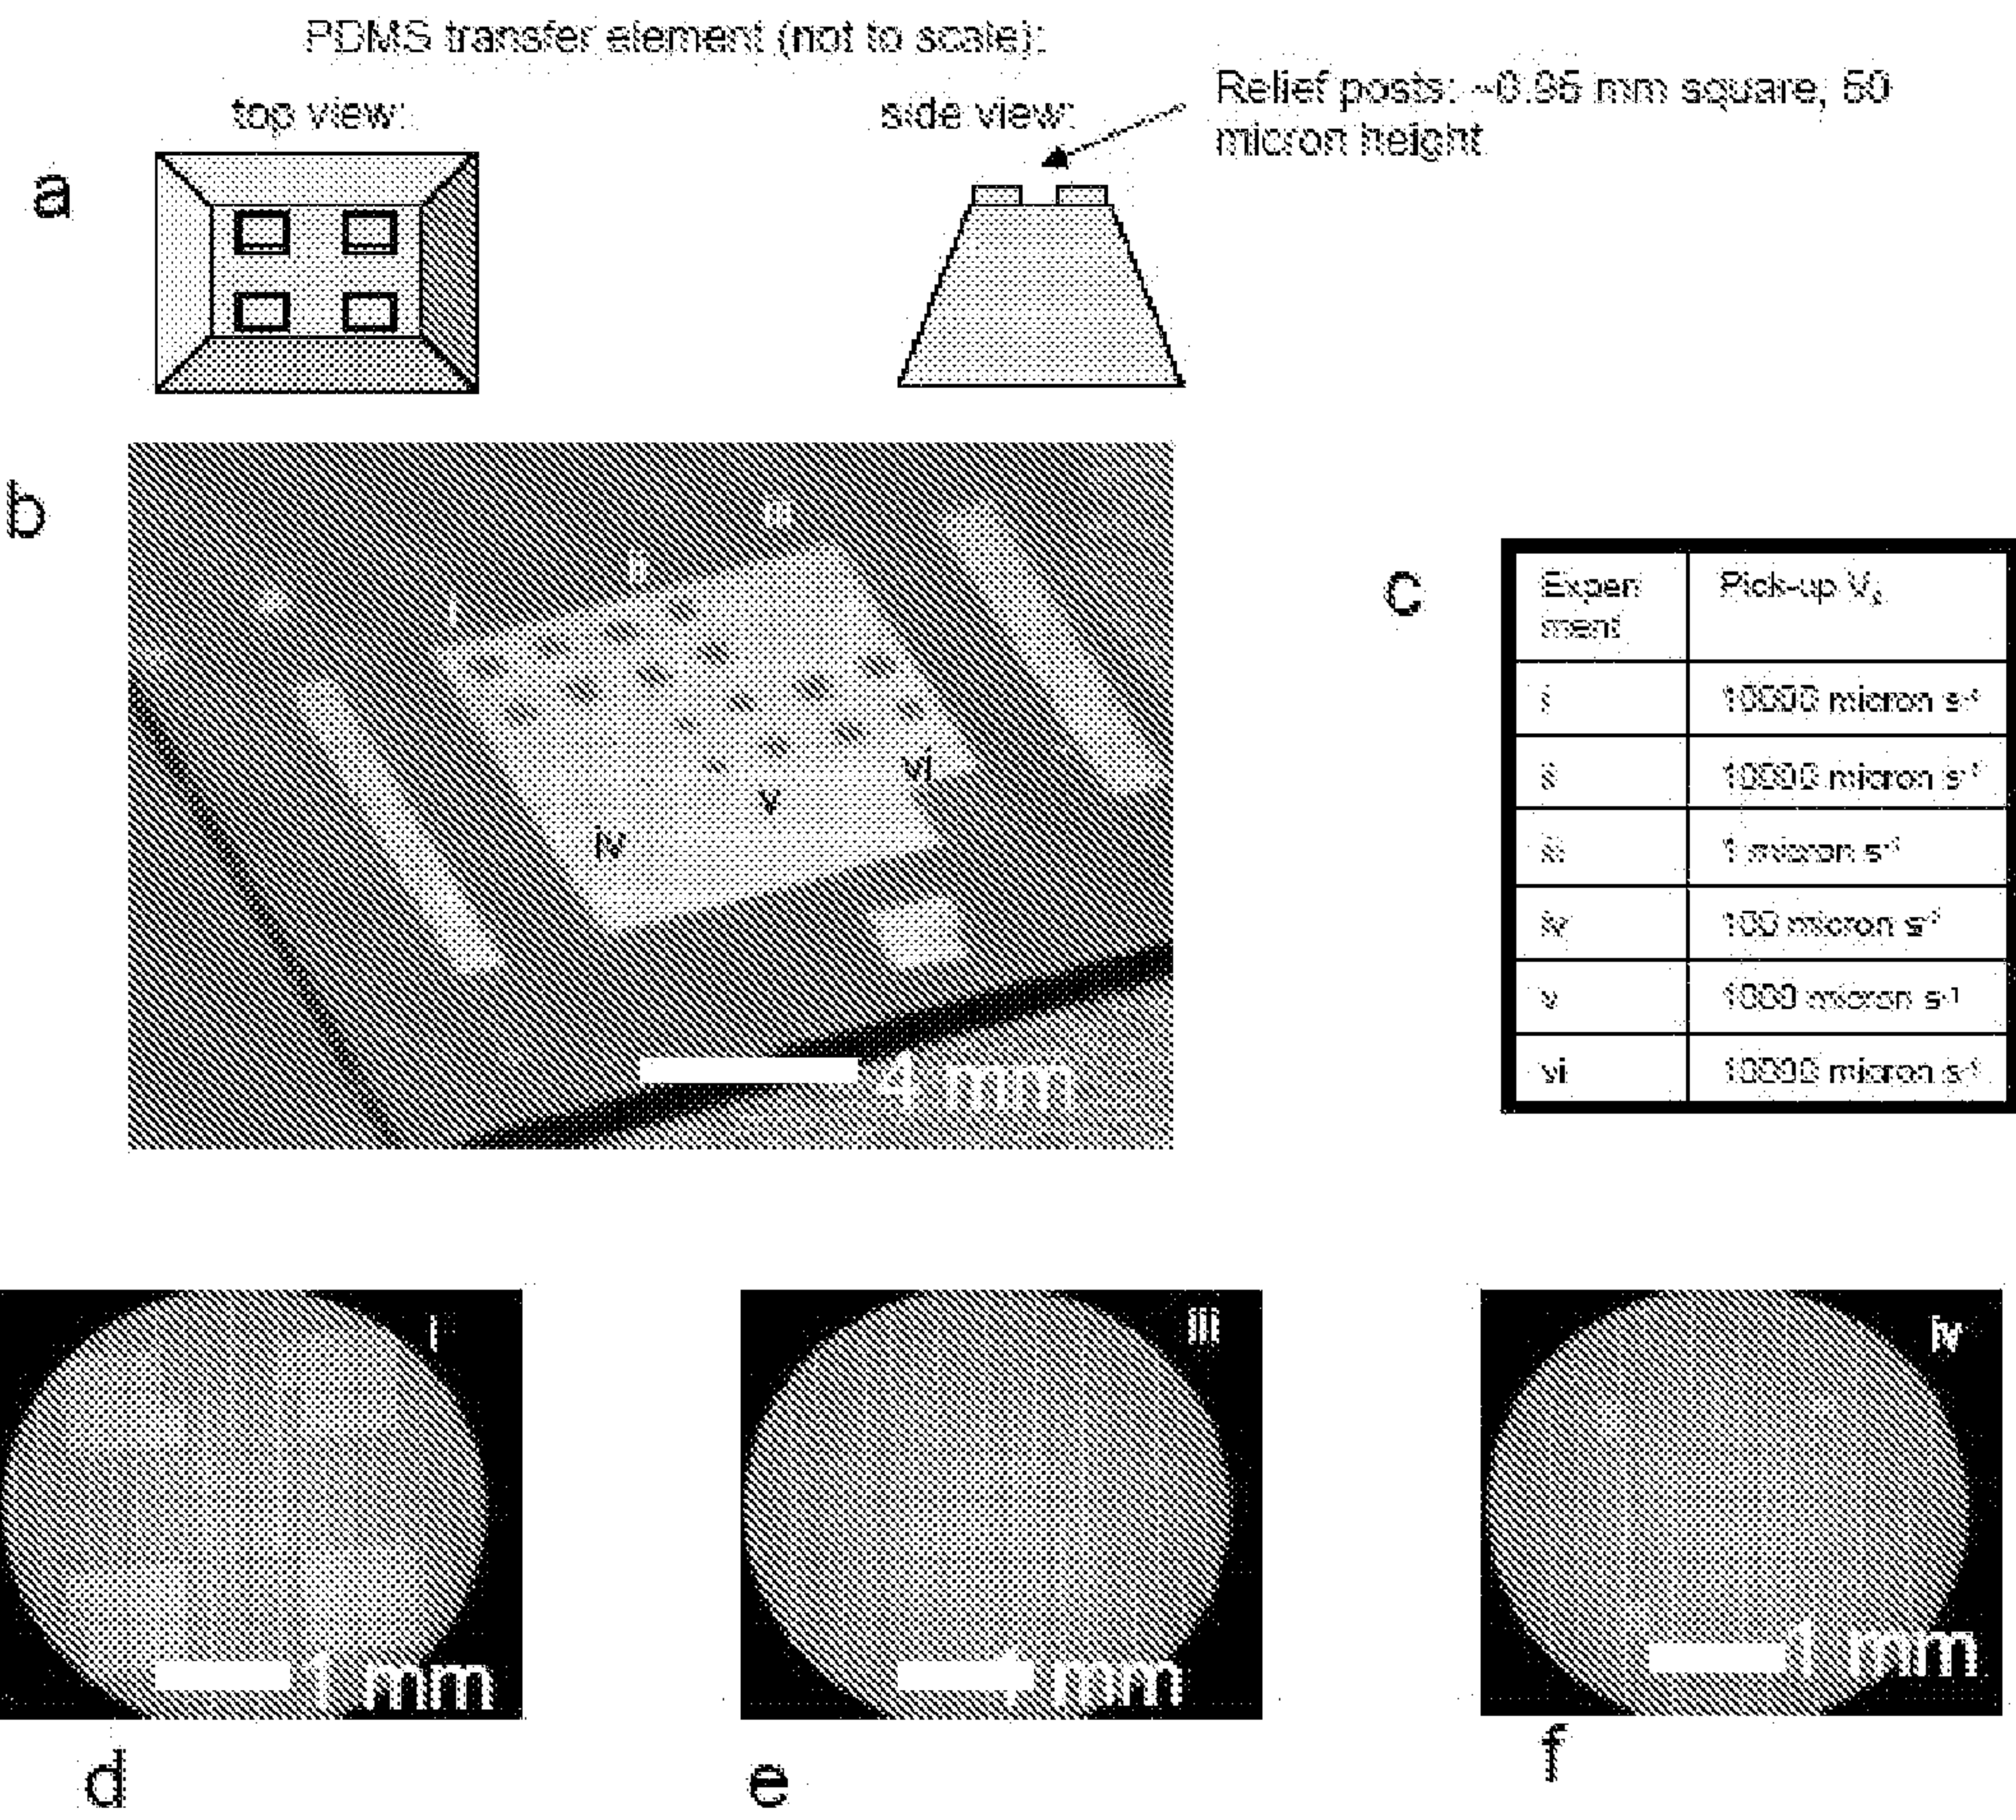 PDMS transfer element (not to scale):
top view:
side view:
Relief posts: ~0.95 mm square, 50
micron height
a
b
i
ii
iii
iv
v
vi
4 mm
c
Experi
ment
Pick-up V
i
10000 micron s-1
ii
10000 micron s-1
iii
1 micron s-1
iv
100 micron s-1
v
1000 micron s-1
vi
10000 micron s-1
i
1 mm
d
iii
1 mm
e
iv
1 mm
f